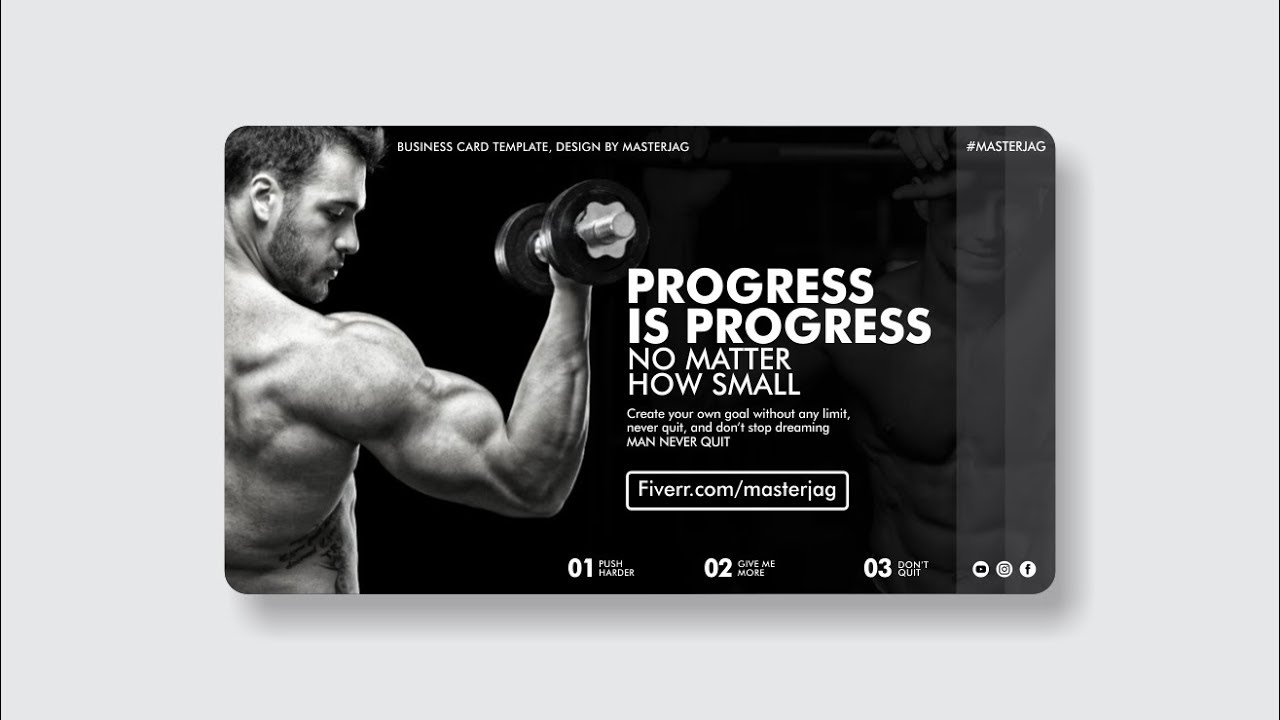 BUSINESS CARD TEMPLATE, DESIGN BY MASTERJAG
#MASTERJAG
PROGRESS
IS PROGRESS
NO MATTER
HOW SMALL
Create your own goal without any limit,
never quit, and don't stop dreaming
MAN NEVER QUIT
Fiverr.com/masterjag
01 PUSH
HARDER
02 GIVE ME
MORE
03 DON'T
QUIT